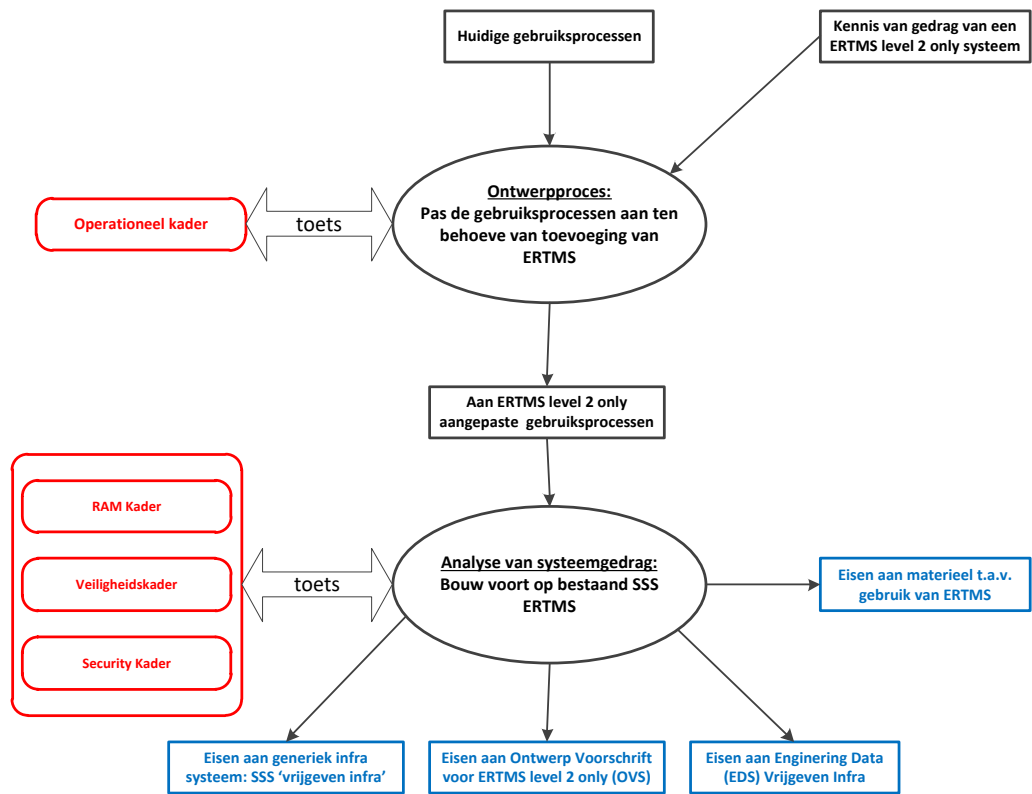 Huidige gebruiksprocessen
Kennis van gedrag van een
ERTMS level 2 only systeem
Ontwerpproces:
Pas de gebruiksprocessen aan ten
behoeve van toevoeging van
ERTMS
Operationeel kader
toets
Aan ERTMS level 2 only
aangepaste gebruiksprocessen
RAM Kader
Veiligheidskader
Security Kader
toets
Analyse van systeemgedrag:
Bouw voort op bestaand SSS
ERTMS
Eisen aan materieel t.a.v.
gebruik van ERTMS
Eisen aan generiek infra
systeem: SSS ‘vrijgeven infra’
Eisen aan Ontwerp Voorschrift
voor ERTMS level 2 only (OVS)
Eisen aan Enginering Data
(EDS) Vrijgeven Infra